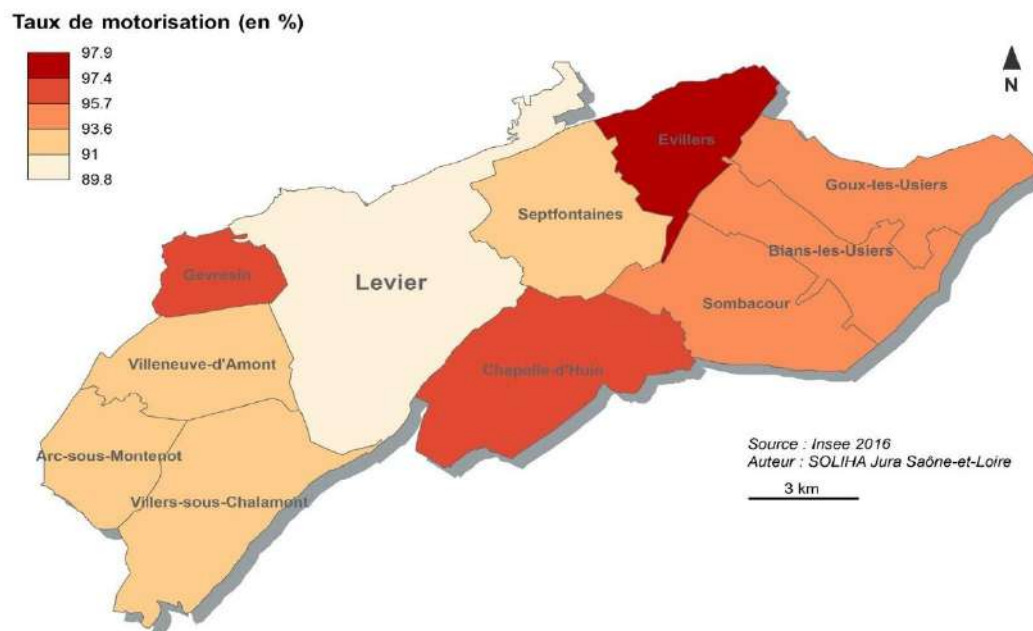 Taux de motorisation (en %)
97.9
97.4
95.7
93.6
91
89.8
N
Evillers
Goux-les-Usiers
Septfontaines
Bians-les-Usiers
Gevresin
Levier
Sombacour
Villeneuve-d'Amont
Chapelle-d'Huin
Arc-sous-Montenot
Villers-sous-Chalamont
Source : Insee 2016
Auteur : SOLIHA Jura Saône-et-Loire
3 km